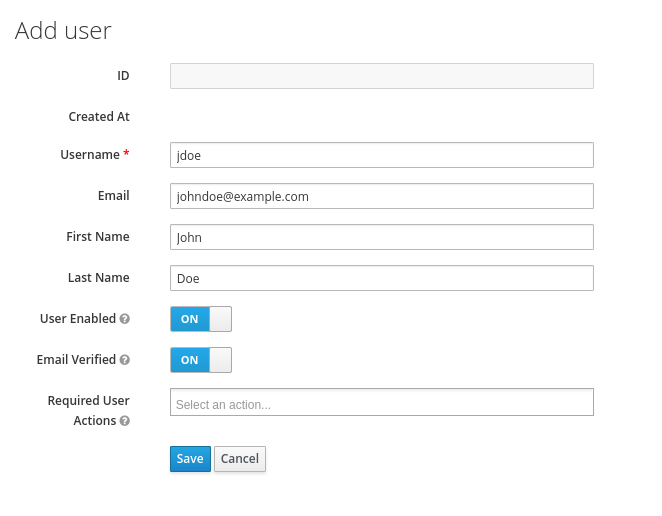 Add user
ID
Created At
Username *
jdoe
Email
johndoe@example.com
First Name
John
Last Name
Doe
User Enabled ?
ON
Email Verified ?
ON
Required User
Actions ?
Select an action...
Save
Cancel